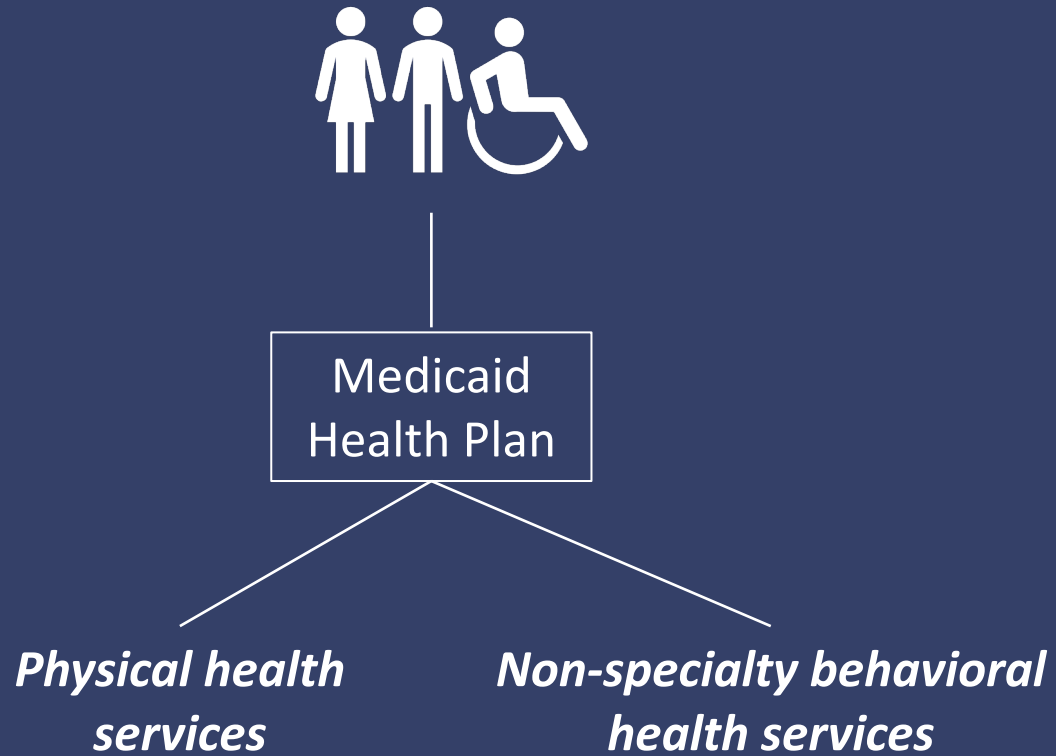 Medicaid
Health Plan
Physical health
services
Non-specialty behavioral
health services